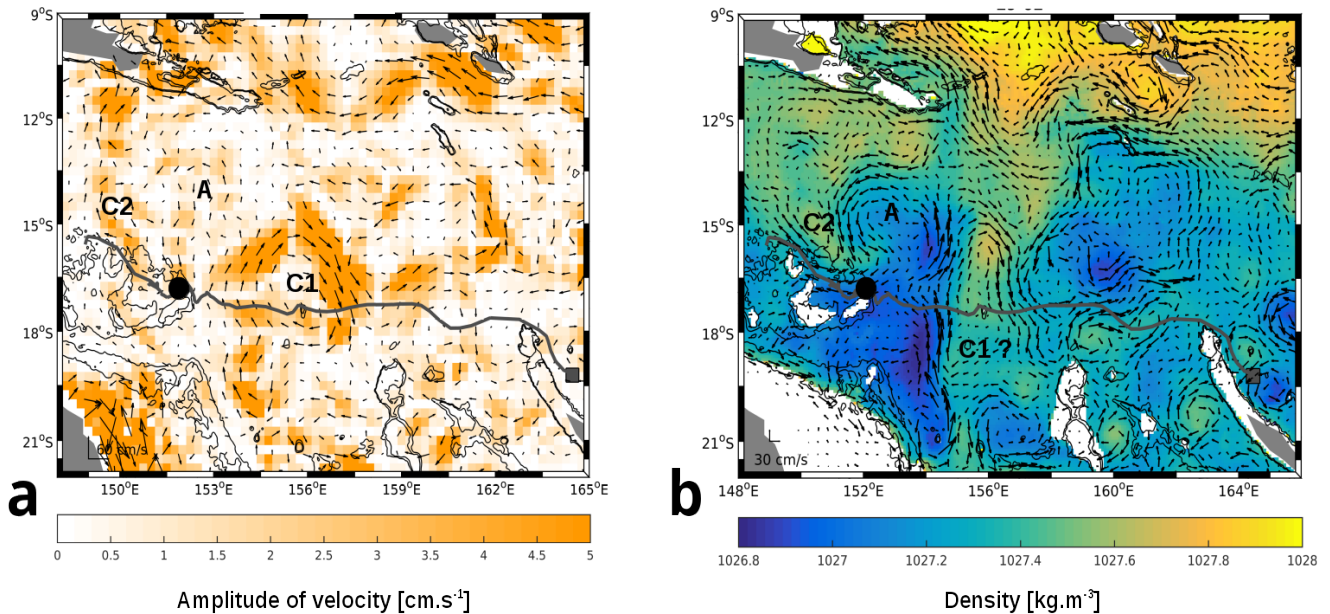 9°S
12°S
15°S
18°S
21°S
A
C2
C1
60 cm/s
150°E 153°E 156°E 159°E 162°E 165°E
a
0 0.5 1 1.5 2 2.5 3 3.5 4 4.5 5
Amplitude of velocity [cm.s⁻¹]
9°S
12°S
15°S
18°S
21°S
A
C2
C1 ?
30 cm/s
148°E 152°E 156°E 160°E 164°E
b
1026.8 1027 1027.2 1027.4 1027.6 1027.8 1028
Density [kg.m⁻³]